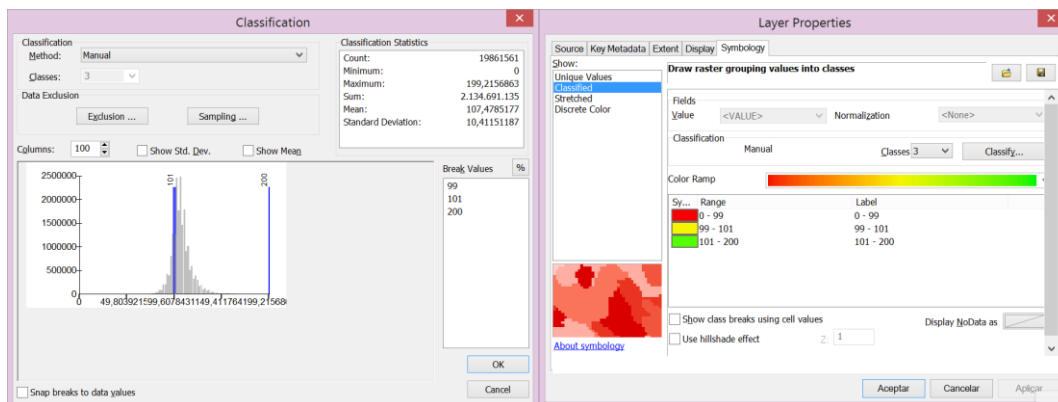 Classification
Classification
Method: Manual
Classes: 3
Data Exclusion
Exclusion ...
Sampling ...
Classification Statistics
Count: 19861561
Minimum: 0
Maximum: 199,2156863
Sum: 2.134.691.135
Mean: 107,4785177
Standard Deviation: 10,41151187
Columns: 100
Show Std. Dev.
Show Mean
Break Values
%
99
101
200
101
200
2500000
2000000
1500000
1000000
500000
0
0
OK
Cancel
Snap breaks to data values
Layer Properties
Source Key Metadata Extent Display Symbology
Show:
Unique Values
Classified
Stretched
Discrete Color
About symbology
Draw raster grouping values into classes
Fields
Value <VALUE> Normalization <None>
Classification
Manual Classes 3 Classify...
Color Ramp
Sy... Range Label
0 - 99 0 - 99
99 - 101 99 - 101
101 - 200 101 - 200
Show class breaks using cell values
Display NoData as
Use hillshade effect Z: 1
Aceptar Cancelar Aplicar